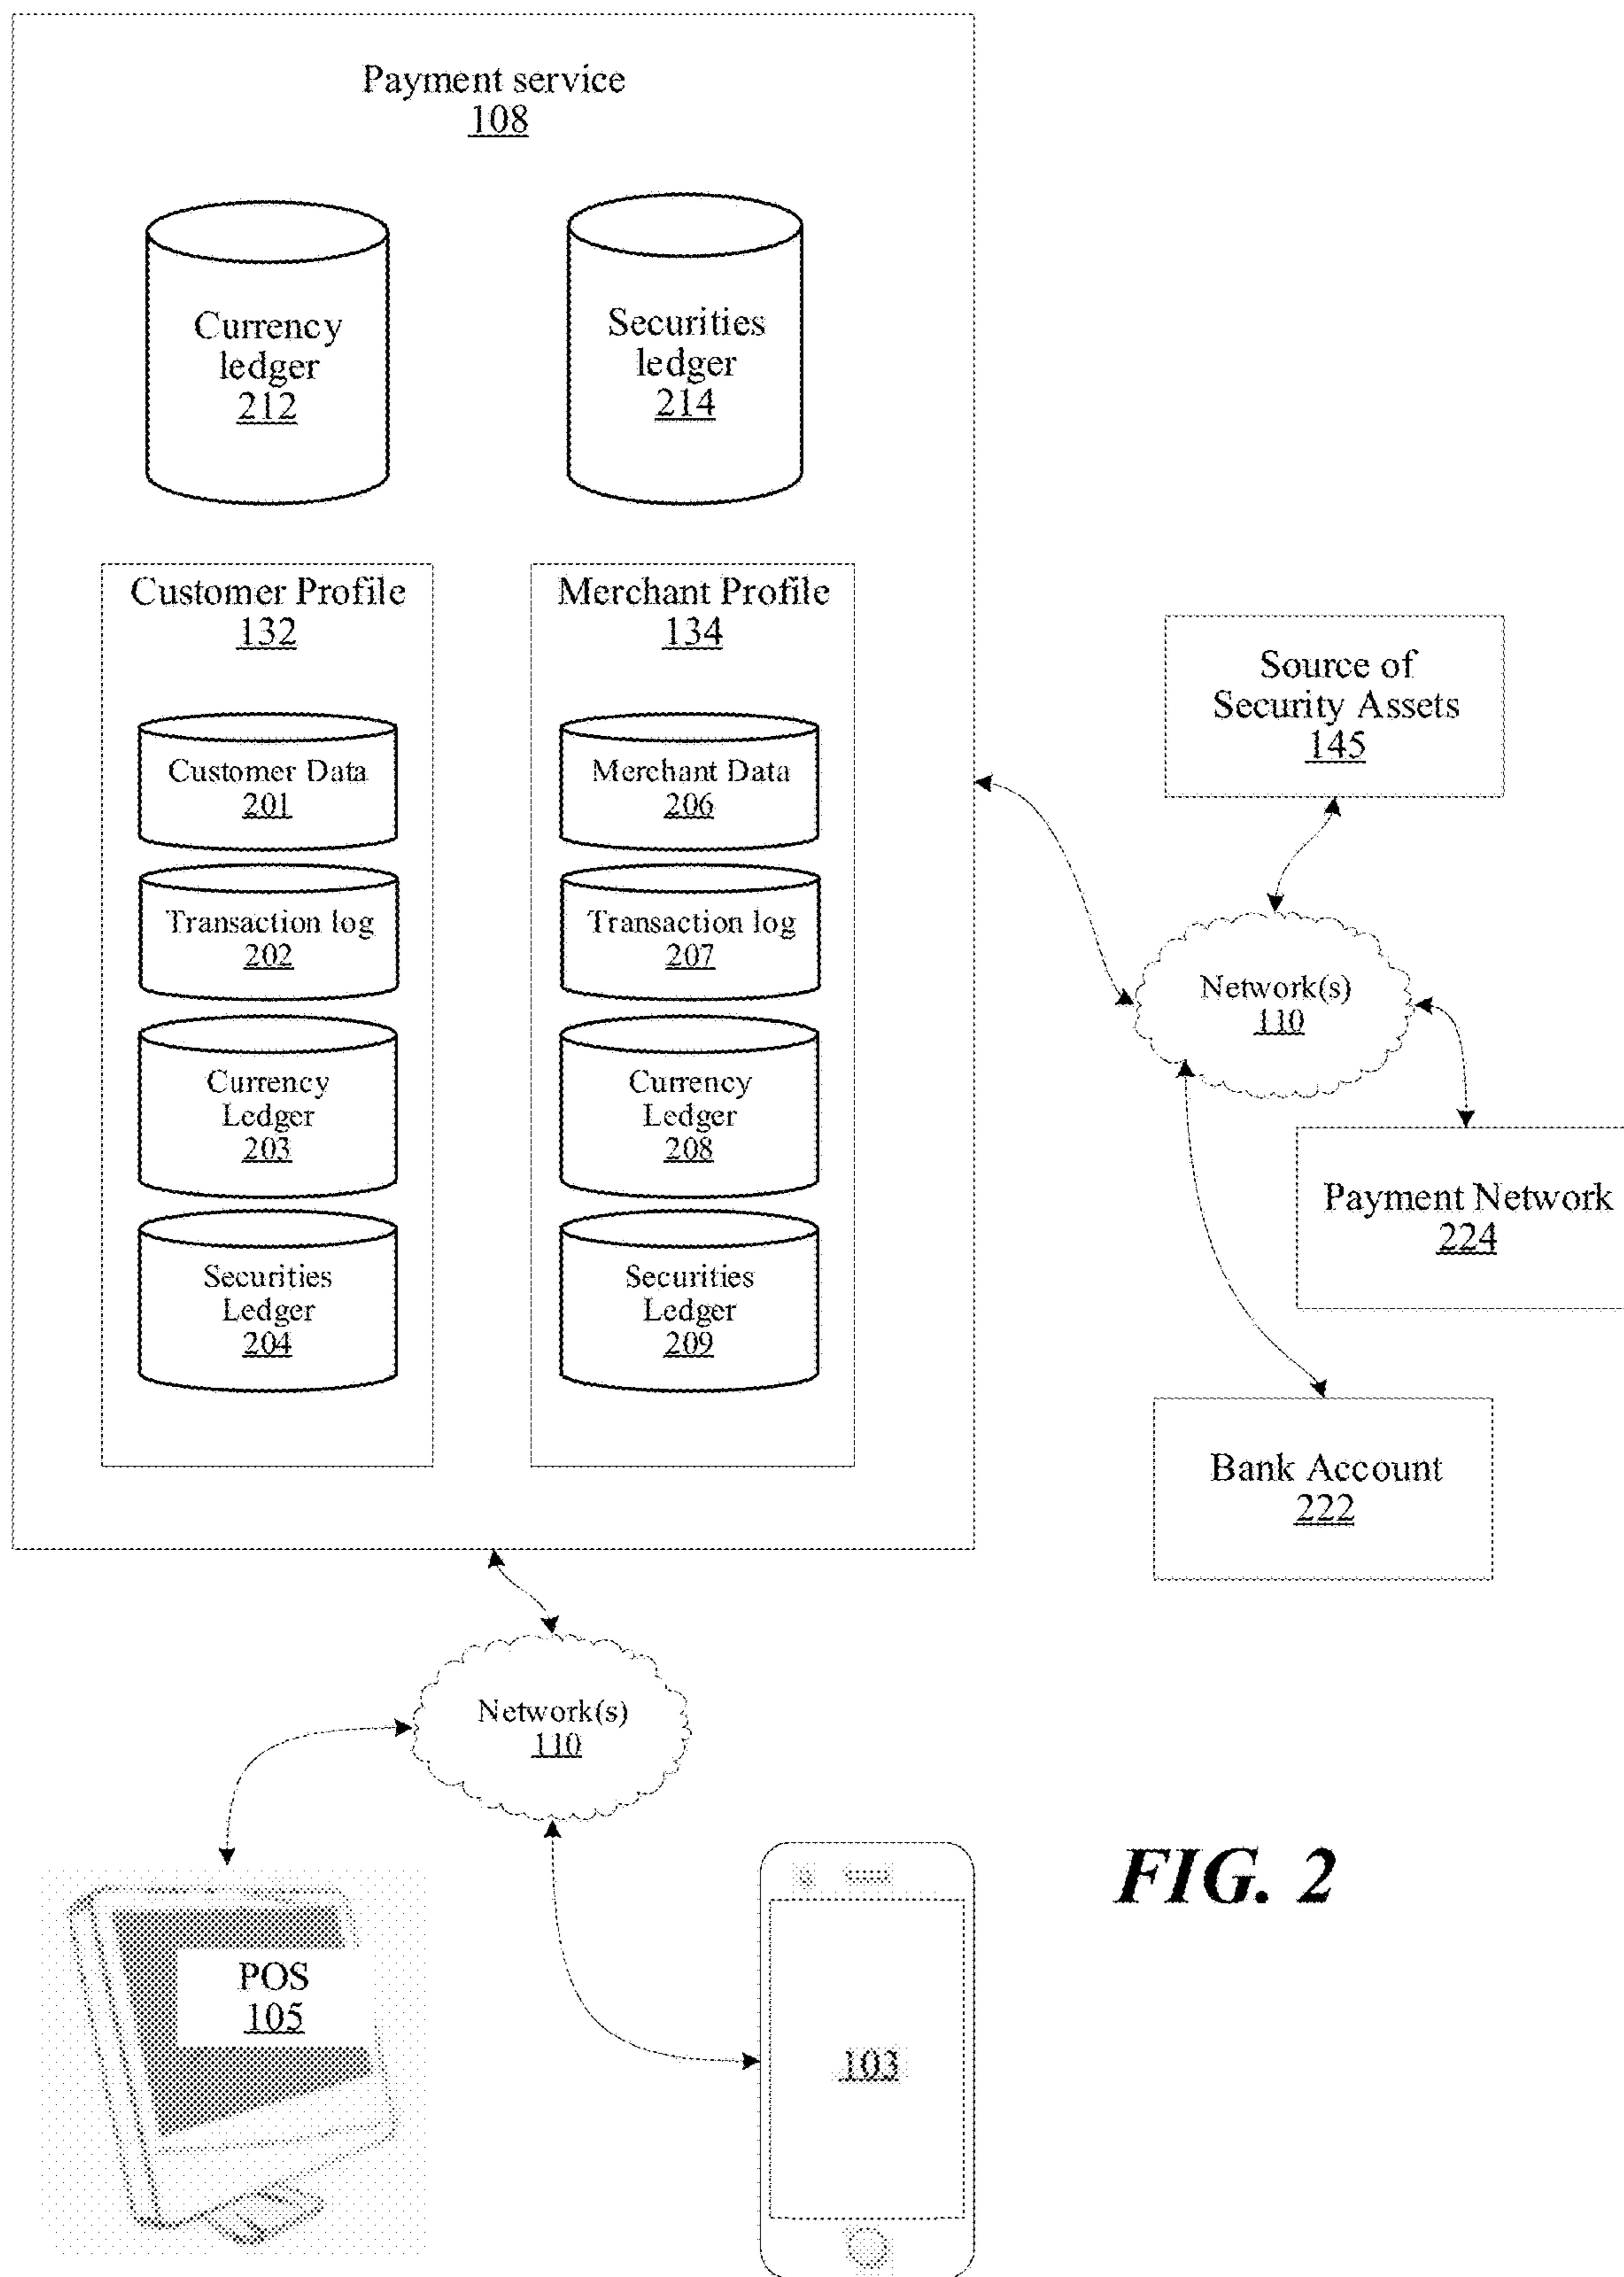 Payment service
108
Currency
ledger
212
Securities
ledger
214
Customer Profile
132
Customer Data
201
Transaction log
202
Currency
Ledger
203
Securities
Ledger
204
Merchant Profile
134
Merchant Data
206
Transaction log
207
Currency
Ledger
208
Securities
Ledger
209
Source of
Security Assets
145
Network(s)
110
Payment Network
224
Bank Account
222
Network(s)
110
POS
105
103
FIG. 2